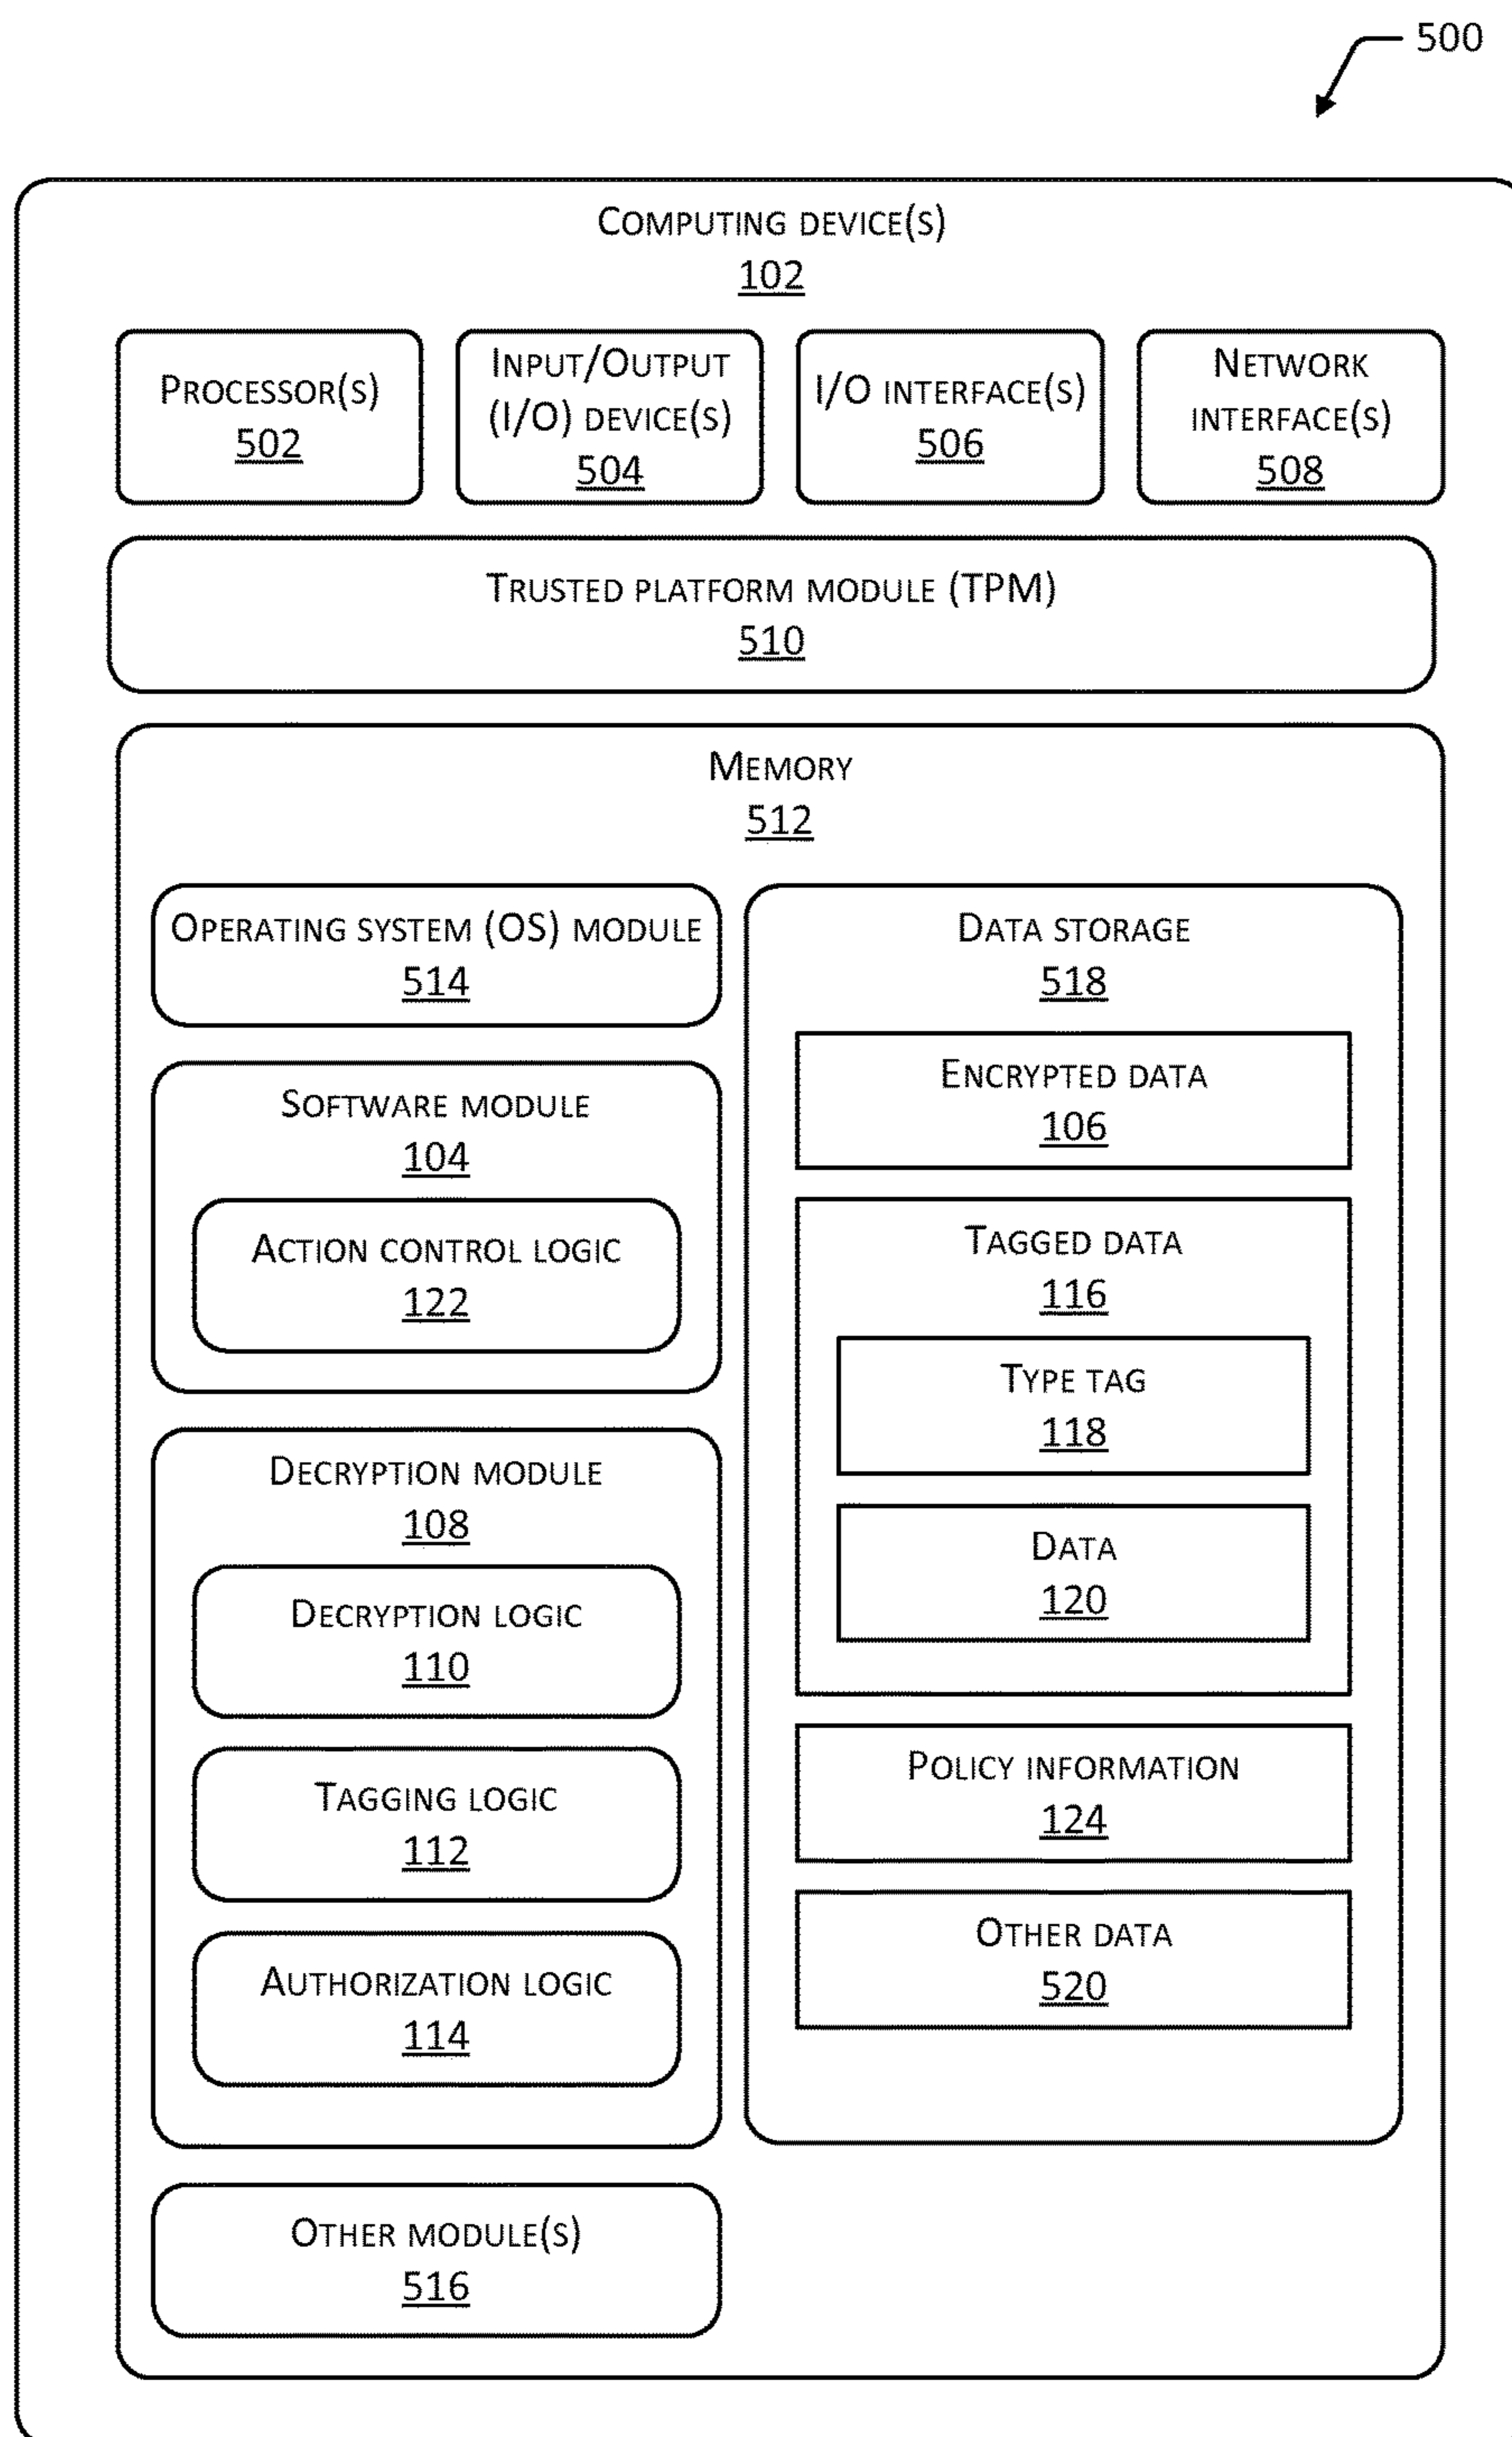 500
Computing device(s)
102
Processor(s)
502
Input/Output
(I/O) device(s)
504
I/O interface(s)
506
Network
interface(s)
508
Trusted platform module (TPM)
510
Memory
512
Operating system (OS) module
514
Software module
104
Action control logic
122
Decryption module
108
Decryption logic
110
Tagging logic
112
Authorization logic
114
Other module(s)
516
Data storage
518
Encrypted data
106
Tagged data
116
Type tag
118
Data
120
Policy information
124
Other data
520